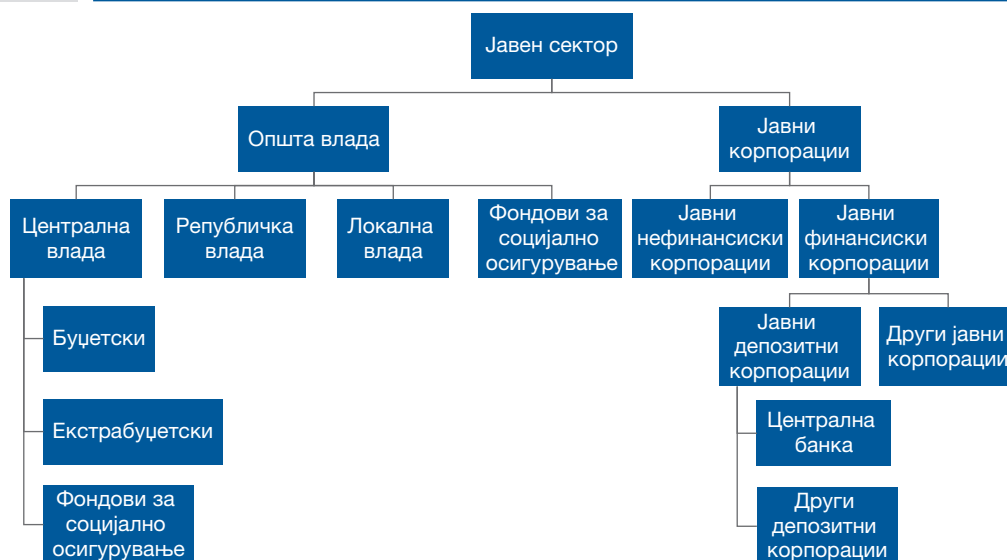 Јавен сектор
Општа влада
Јавни
корпорации
Централна
влада
Републичка
влада
Локална
влада
Фондови за
социјално
осигурување
Јавни
нефинансиски
корпорации
Јавни
финансиски
корпорации
Буџетски
Екстрабуџетски
Фондови за
социјално
осигурување
Јавни
депозитни
корпорации
Други јавни
корпорации
Централна
банка
Други
депозитни
корпорации